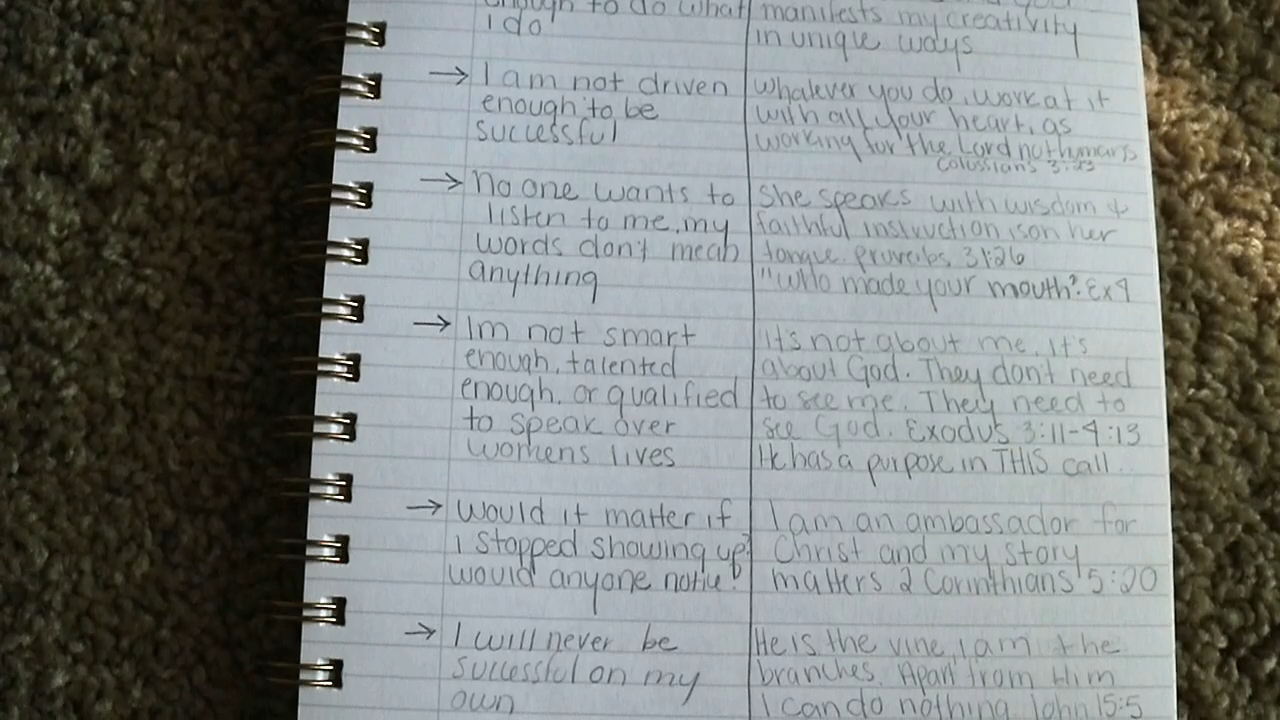 to do what
I do
manifests my creativity
in unique ways
→ I am not driven
enough to be
successful
Whatever you do, work at it
with all your heart, as
working for the Lord not humans
Colossians 3:23
→ No one wants to
listen to me, my
words don't mean
anything
She speaks with wisdom &
faithful instruction is on her
tongue. Proverbs 31:26
"Who made your mouth? Ex 4
→ Im not smart
enough, talented
enough, or qualified
to speak over
womens lives
It's not about me, it's
about God. They don't need
to see me. They need to
see God. Exodus 3:11-4:13
He has a purpose in THIS call.
→ Would it matter if
I stopped showing up?
would anyone notice?
I am an ambassador for
Christ and my story
matters 2 Corinthians 5:20
→ I will never be
successful on my
own
He is the vine, I am the
branches. Apart from Him
I can do nothing John 15:5